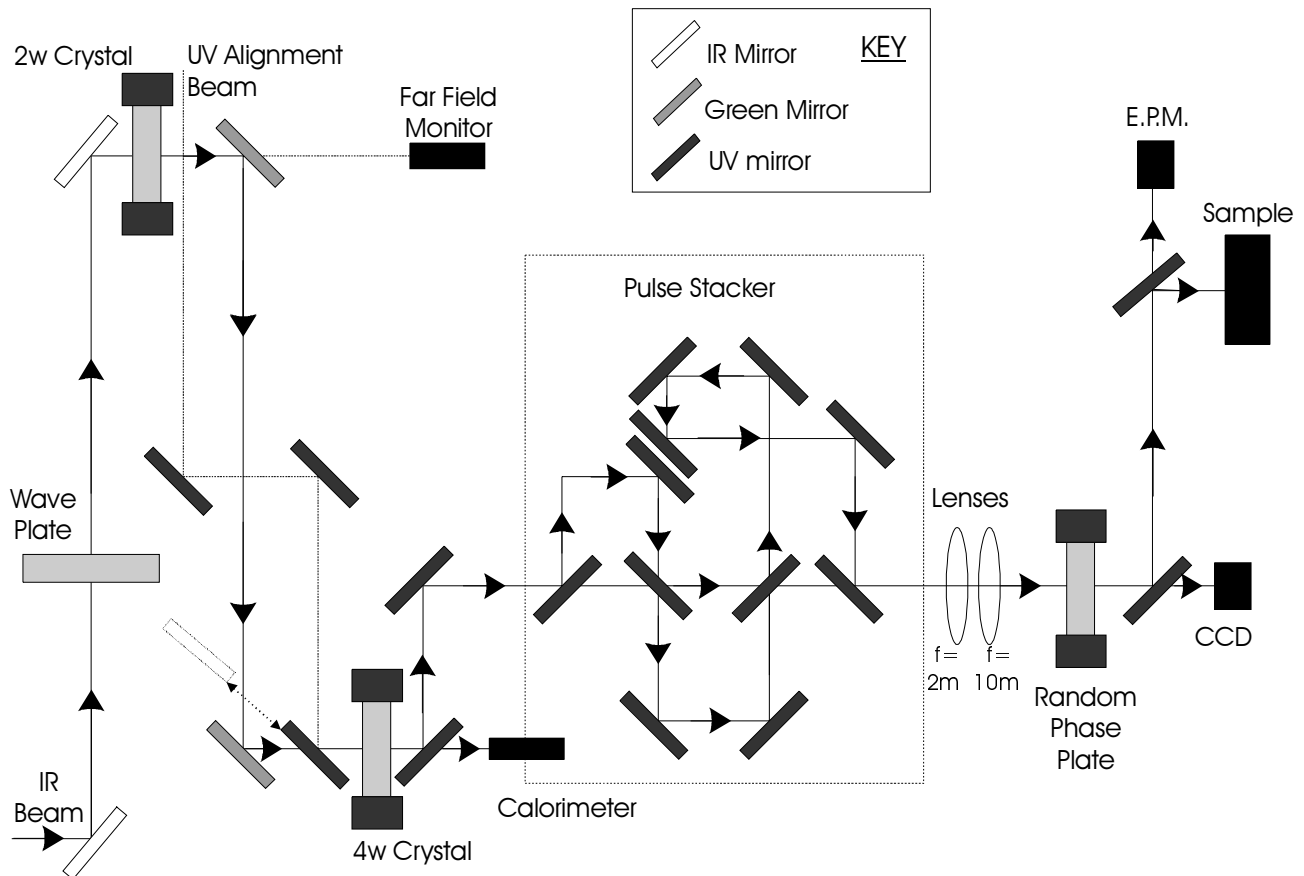 2w Crystal
UV Alignment
Beam
Far Field
Monitor
KEY
IR Mirror
Green Mirror
UV mirror
E.P.M.
Sample
Pulse Stacker
Wave
Plate
Lenses
f=
2m
f=
10m
CCD
Random
Phase
Plate
IR
Beam
Calorimeter
4w Crystal